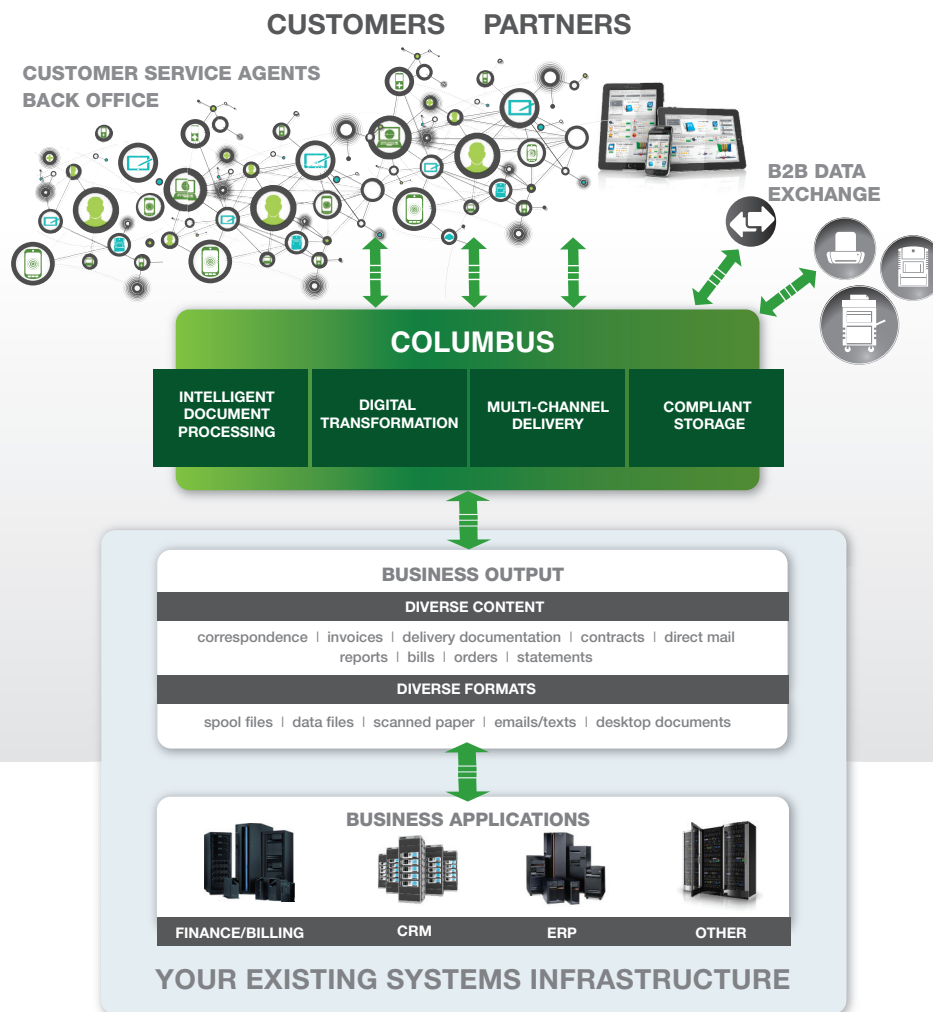 CUSTOMERS PARTNERS
CUSTOMER SERVICE AGENTS
BACK OFFICE
B2B DATA
EXCHANGE
COLUMBUS
INTELLIGENT
DOCUMENT
PROCESSING
DIGITAL
TRANSFORMATION
MULTI-CHANNEL
DELIVERY
COMPLIANT
STORAGE
BUSINESS OUTPUT
DIVERSE CONTENT
correspondence | invoices | delivery documentation | contracts | direct mail
reports | bills | orders | statements
DIVERSE FORMATS
spool files | data files | scanned paper | emails/texts | desktop documents
BUSINESS APPLICATIONS
FINANCE/BILLING
CRM
ERP
OTHER
YOUR EXISTING SYSTEMS INFRASTRUCTURE